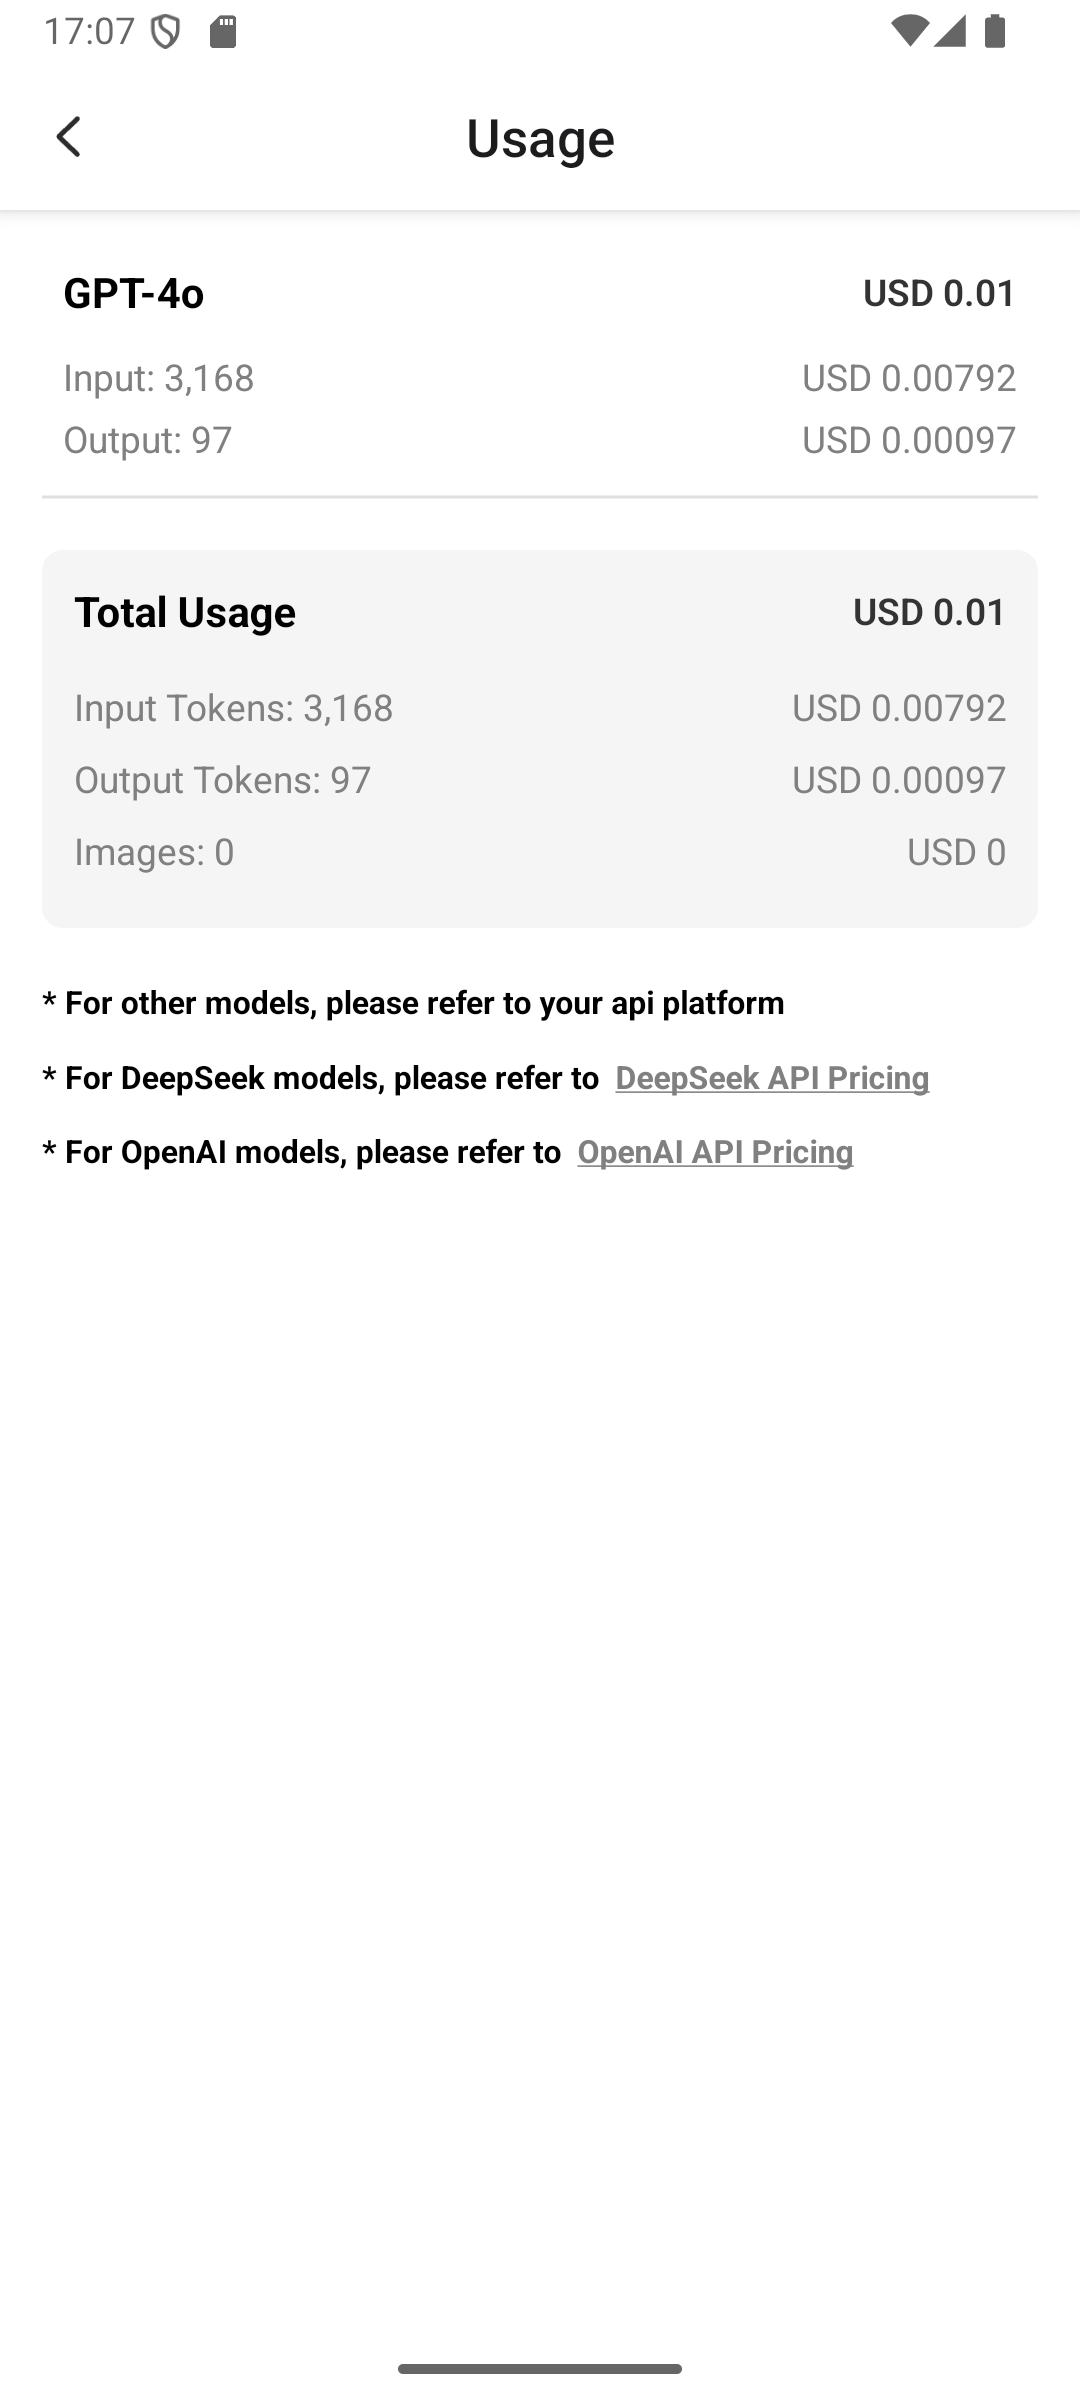 17:07
Usage
GPT-4o USD 0.01
Input: 3,168 USD 0.00792
Output: 97 USD 0.00097
Total Usage USD 0.01
Input Tokens: 3,168 USD 0.00792
Output Tokens: 97 USD 0.00097
Images: 0 USD 0
* For other models, please refer to your api platform
* For DeepSeek models, please refer to DeepSeek API Pricing
* For OpenAI models, please refer to OpenAI API Pricing